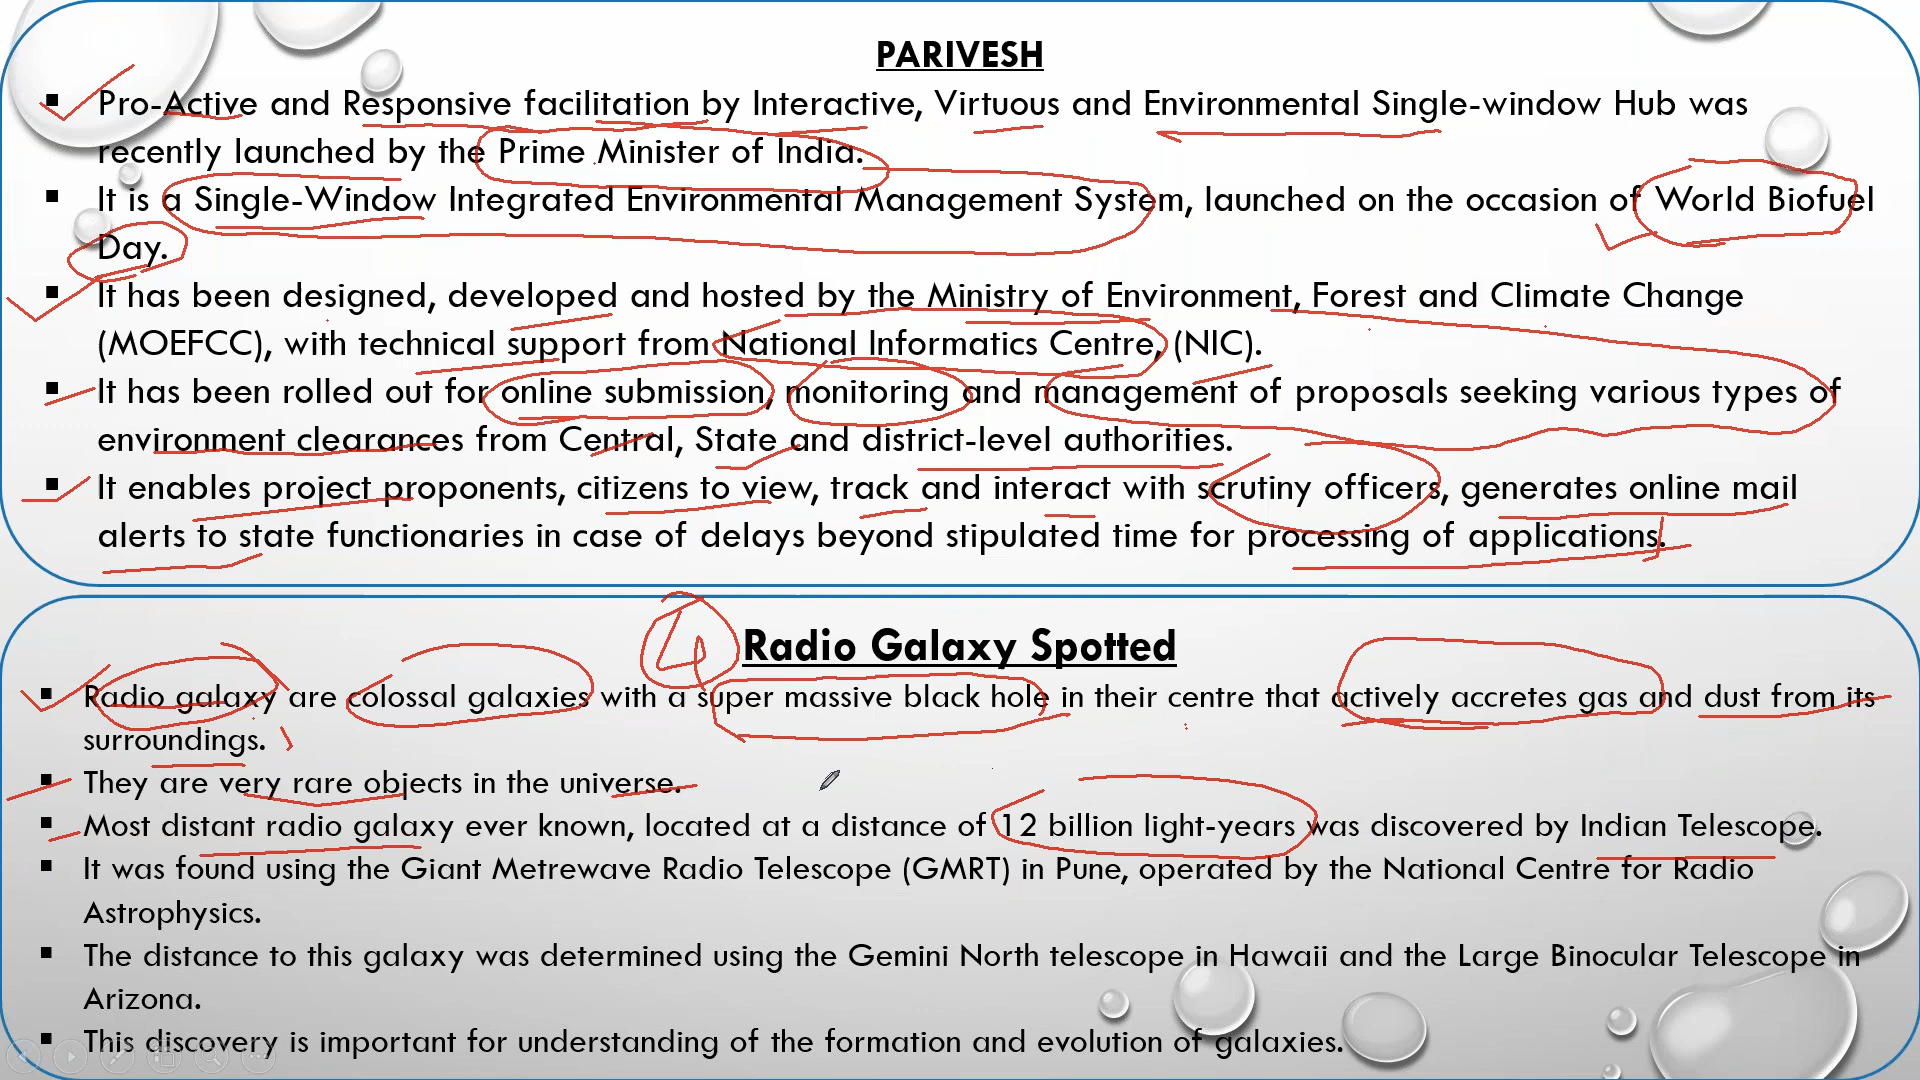 PARIVESH
▪ Pro-Active and Responsive facilitation by Interactive, Virtuous and Environmental Single-window Hub was
recently launched by the Prime Minister of India.
▪ It is a Single-Window Integrated Environmental Management System, launched on the occasion of World Biofuel
Day.
▪ It has been designed, developed and hosted by the Ministry of Environment, Forest and Climate Change
(MOEFCC), with technical support from National Informatics Centre, (NIC).
▪ It has been rolled out for online submission, monitoring and management of proposals seeking various types of
environment clearances from Central, State and district-level authorities.
▪ It enables project proponents, citizens to view, track and interact with scrutiny officers, generates online mail
alerts to state functionaries in case of delays beyond stipulated time for processing of applications.
4 Radio Galaxy Spotted
▪ Radio galaxy are colossal galaxies with a super massive black hole in their centre that actively accretes gas and dust from its
surroundings.
▪ They are very rare objects in the universe.
▪ Most distant radio galaxy ever known, located at a distance of 12 billion light-years was discovered by Indian Telescope.
▪ It was found using the Giant Metrewave Radio Telescope (GMRT) in Pune, operated by the National Centre for Radio
Astrophysics.
▪ The distance to this galaxy was determined using the Gemini North telescope in Hawaii and the Large Binocular Telescope in
Arizona.
▪ This discovery is important for understanding of the formation and evolution of galaxies.